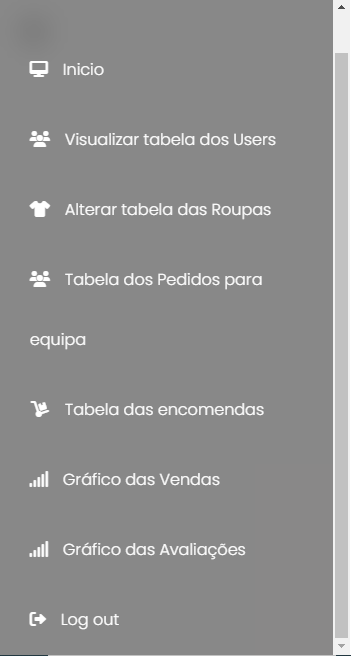 Inicio
Visualizar tabela dos Users
Alterar tabela das Roupas
Tabela dos Pedidos para
equipa
Tabela das encomendas
Gráfico das Vendas
Gráfico das Avaliações
Log out